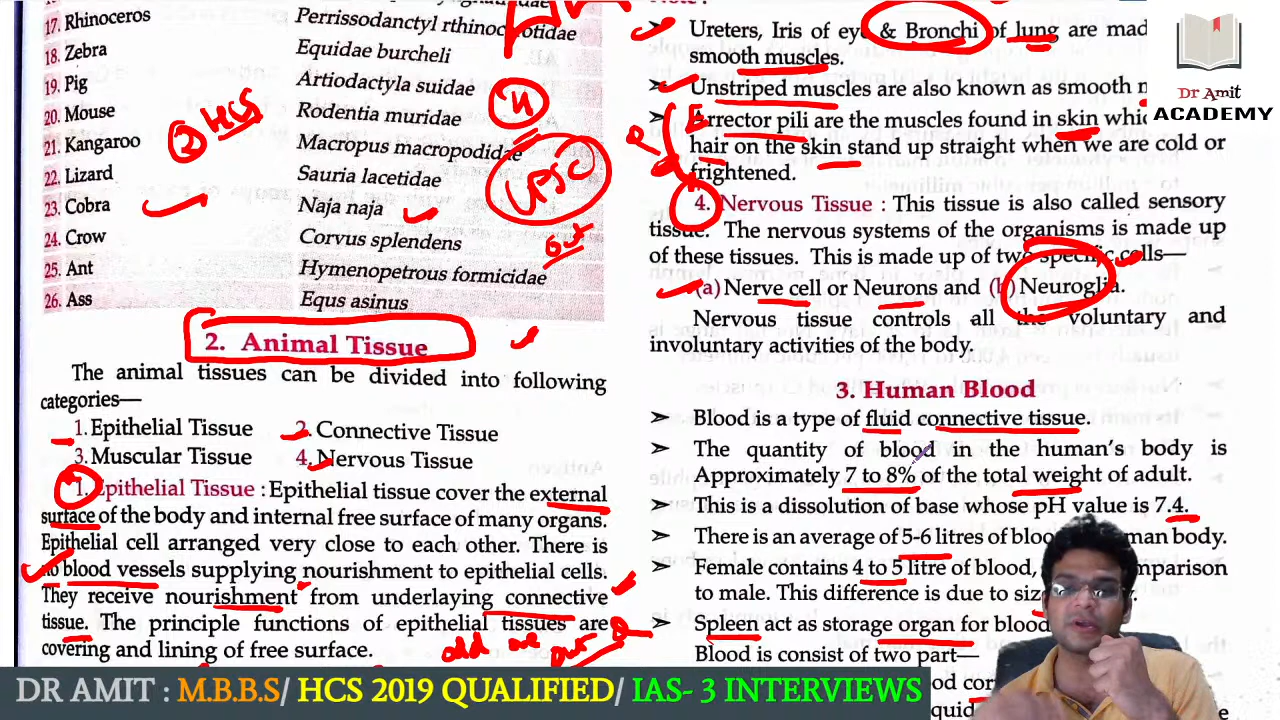 17. Rhinoceros Perrissodanctyl rhinocrotidae
18. Zebra Equidae burcheli
19. Pig Artiodactyla suidae
20. Mouse Rodentia muridae
21. Kangaroo Macropus macropodidae
22. Lizard Sauria lacetidae
23. Cobra Naja naja
24. Crow Corvus splendens
25. Ant Hymenopetrous formicidae
26. Ass Equus asinus
2 HCS
UPSC
2. Animal Tissue
The animal tissues can be divided into following
categories—
1. Epithelial Tissue 2. Connective Tissue
3. Muscular Tissue 4. Nervous Tissue
1. Epithelial Tissue : Epithelial tissue cover the external
surface of the body and internal free surface of many organs.
Epithelial cell arranged very close to each other. There is
no blood vessels supplying nourishment to epithelial cells.
They receive nourishment from underlaying connective
tissue. The principle functions of epithelial tissues are
covering and lining of free surface.
Ureters, Iris of eye & Bronchi of lung are mad
smooth muscles.
Unstriped muscles are also known as smooth
Arrector pili are the muscles found in skin whi
hair on the skin stand up straight when we are cold or
frightened.
4. Nervous Tissue : This tissue is also called sensory
tissue. The nervous systems of the organisms is made up
of these tissues. This is made up of two specific cells—
(a) Nerve cell or Neurons and (b) Neuroglia.
Nervous tissue controls all the voluntary and
involuntary activities of the body.
3. Human Blood
➢ Blood is a type of fluid connective tissue.
➢ The quantity of blood in the human's body is
Approximately 7 to 8% of the total weight of adult.
➢ This is a dissolution of base whose pH value is 7.4.
➢ There is an average of 5-6 litres of blood man body.
➢ Female contains 4 to 5 litre of blood, comparison
to male. This difference is due to siz
➢ Spleen act as storage organ for blood
Blood is consist of two part—
Dr Amit
ACADEMY
DR AMIT : M.B.B.S/ HCS 2019 QUALIFIED/ IAS- 3 INTERVIEWS